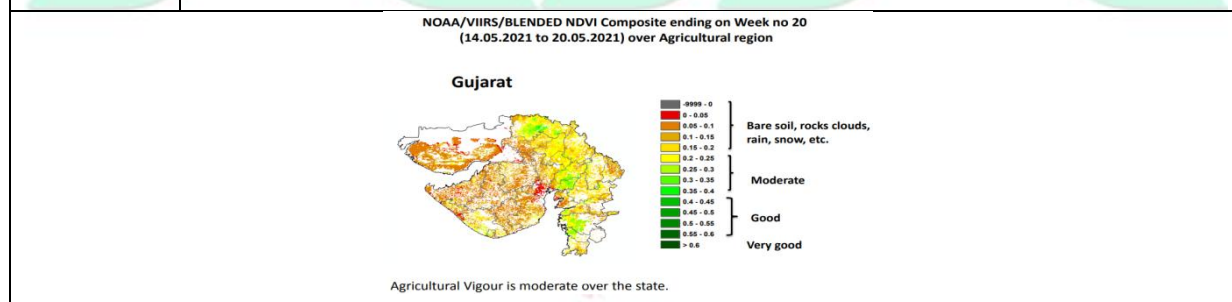 NOAA/VIIRS/BLENDED NDVI Composite ending on Week no 20
(14.05.2021 to 20.05.2021) over Agricultural region
Gujarat
-9999 - 0
0 - 0.05
0.05 - 0.1
0.1 - 0.15
0.15 - 0.2
0.2 - 0.25
0.25 - 0.3
0.3 - 0.35
0.35 - 0.4
0.4 - 0.45
0.45 - 0.5
0.5 - 0.55
0.55 - 0.6
> 0.6
Bare soil, rocks clouds,
rain, snow, etc.
Moderate
Good
Very good
Agricultural Vigour is moderate over the state.